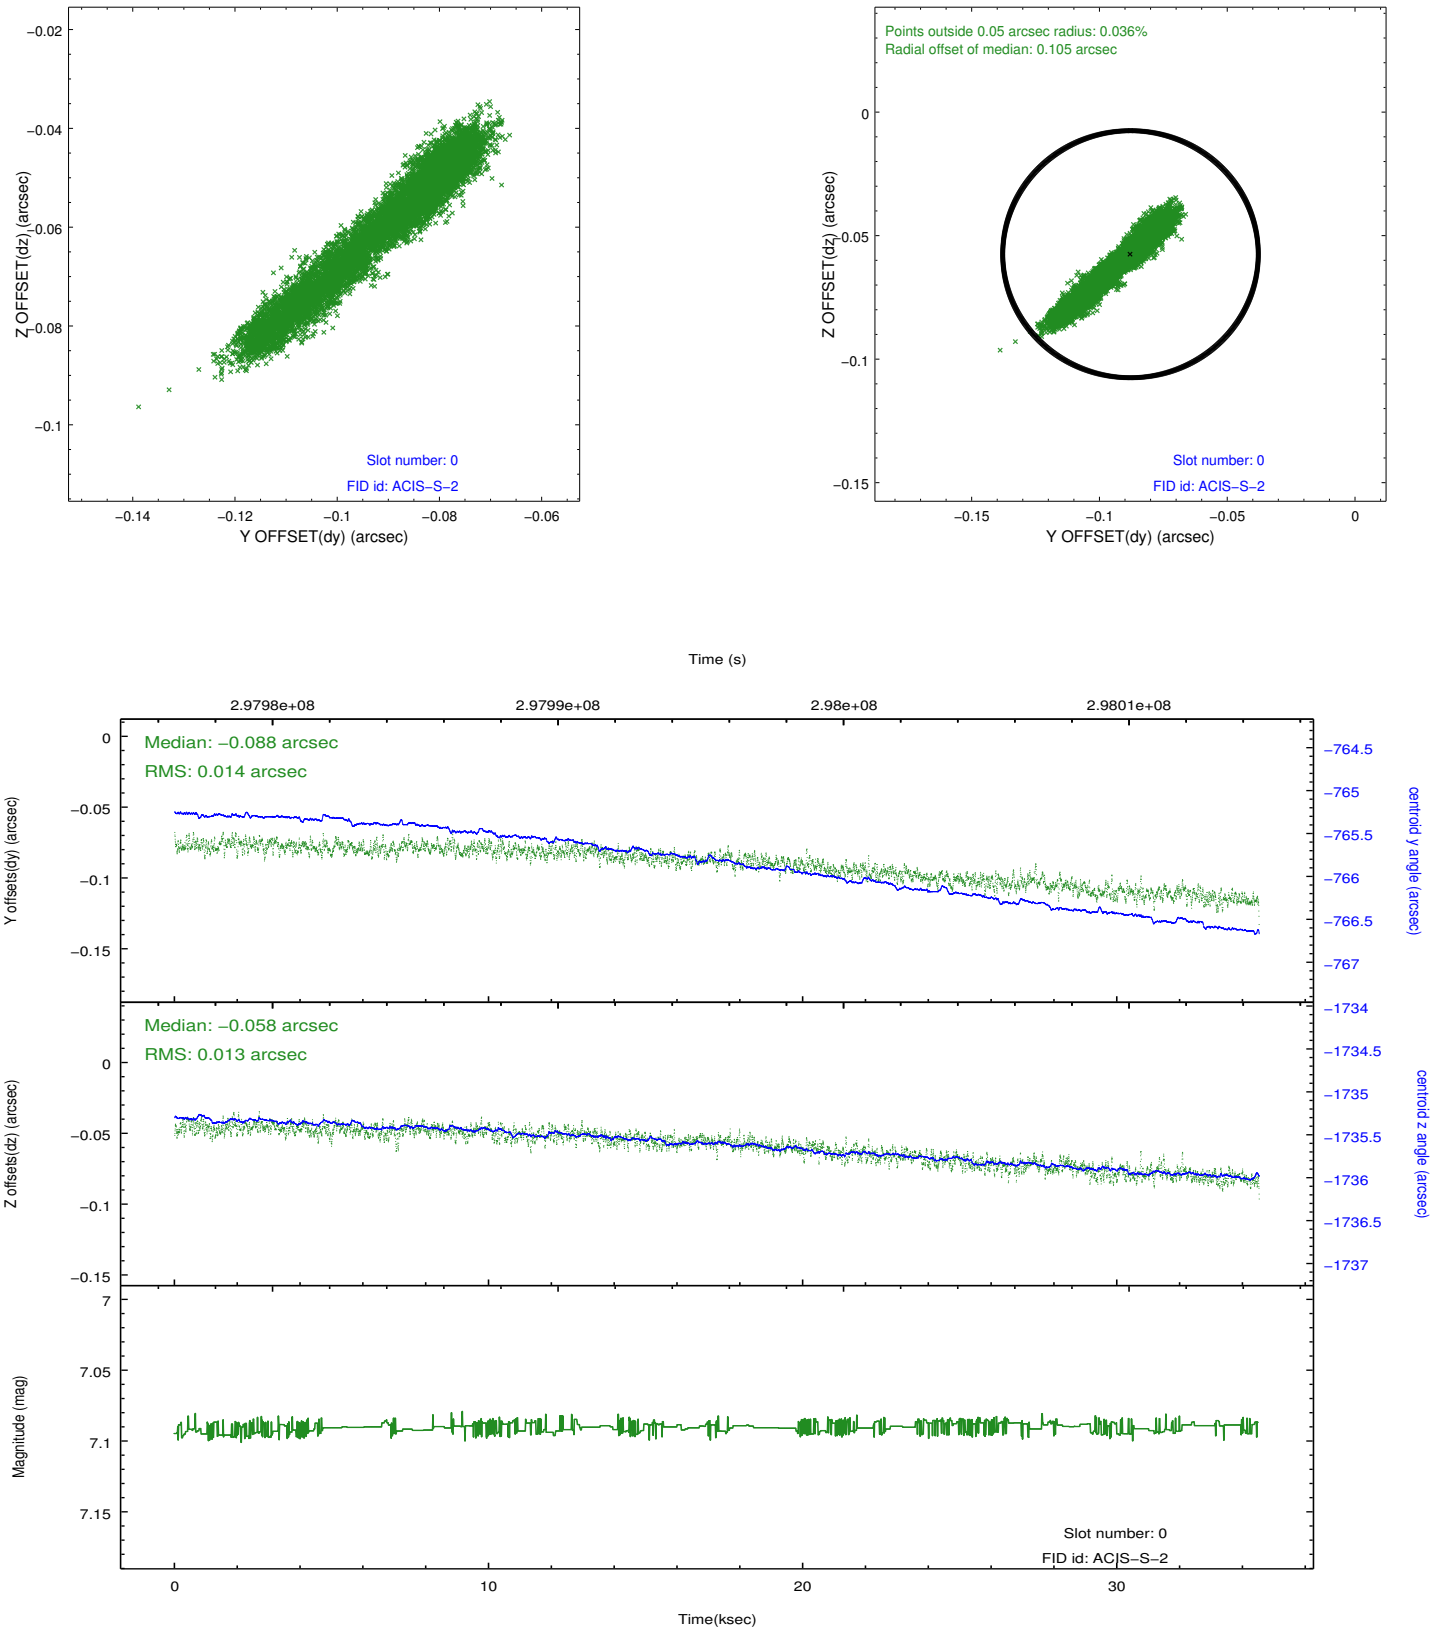 −0.02
−0.04
−0.06
−0.08
−0.1
Z OFFSET(dz) (arcsec)
Slot number: 0
FID id: ACIS−S−2
−0.14
−0.12
−0.1
−0.08
−0.06
Y OFFSET(dy) (arcsec)
Points outside 0.05 arcsec radius: 0.036%
Radial offset of median: 0.105 arcsec
0
−0.05
−0.1
−0.15
Z OFFSET(dz) (arcsec)
Slot number: 0
FID id: ACIS−S−2
−0.15
−0.1
−0.05
0
Y OFFSET(dy) (arcsec)
Time (s)
2.9798e+08
2.9799e+08
2.98e+08
2.9801e+08
Median: −0.088 arcsec
RMS: 0.014 arcsec
0
−0.05
−0.1
−0.15
Y offsets(dy) (arcsec)
−764.5
−765
−765.5
−766
−766.5
−767
centroid y angle (arcsec)
Median: −0.058 arcsec
RMS: 0.013 arcsec
0
−0.05
−0.1
−0.15
Z offsets(dz) (arcsec)
−1734
−1734.5
−1735
−1735.5
−1736
−1736.5
−1737
centroid z angle (arcsec)
7
7.05
7.1
7.15
Magnitude (mag)
Slot number: 0
FID id: ACIS−S−2
0
10
20
30
Time(ksec)